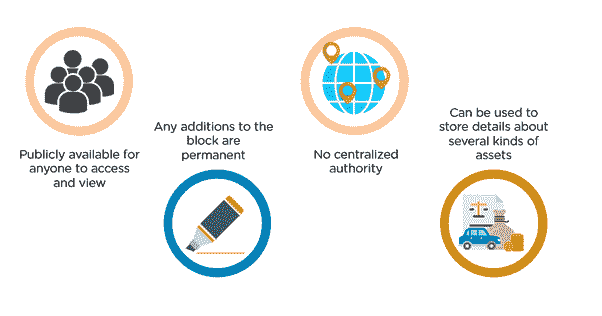 Publicly available for
anyone to access
and view
Any additions to the
block are
permanent
No centralized
authority
Can be used to
store details about
several kinds of
assets